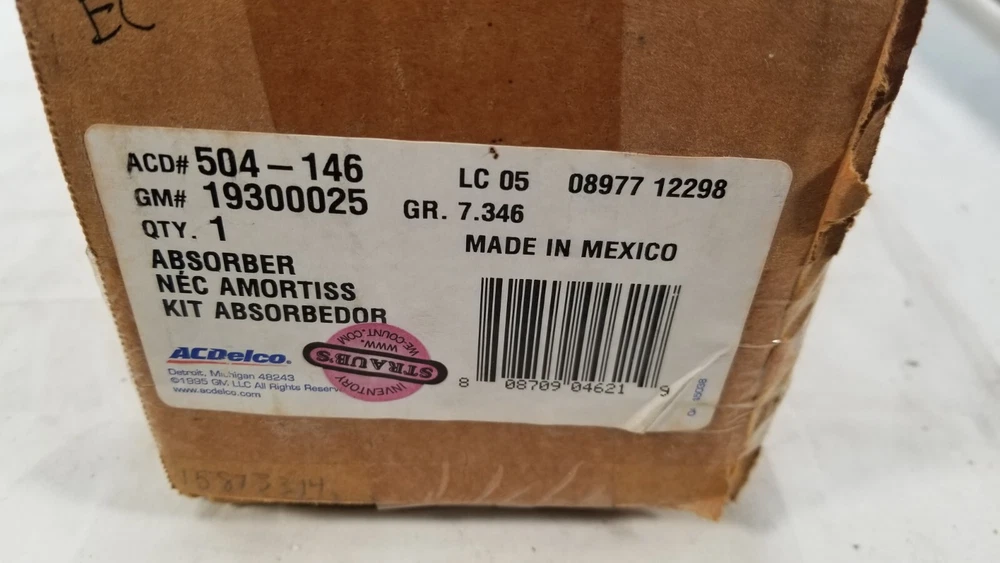 EC
ACD# 504-146
GM# 19300025
QTY. 1
LC 05 08977 12298
GR. 7.346
MADE IN MEXICO
ABSORBER
NÉC AMORTISS
KIT ABSORBEDOR
ACDelco.
Detroit, Michigan 48243
©1995 GM, LLC All Rights
www.acdelco.com
INVENTORY
STRAUB'S
WWW.
WE-COUNT.COM
8 08709 04621 9
15873314